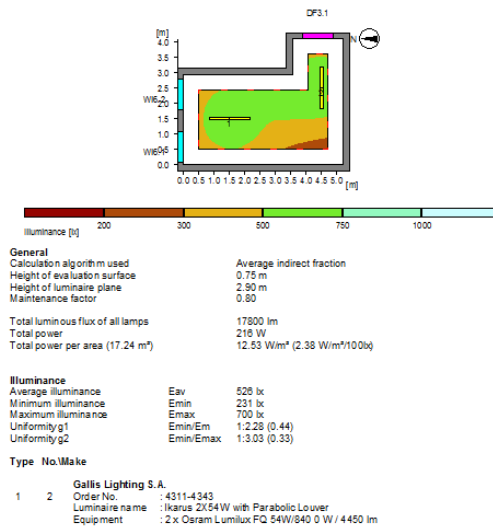 DF3.1
[m]
N
4.0
3.5
3.0
2.5
2.0
1.5
1.0
0.5
0.0
0.0 0.5 1.0 1.5 2.0 2.5 3.0 3.5 4.0 4.5 5.0
[m]
Illuminance [lx]
200 300 500 750 1000
General
Calculation algorithm used Average indirect fraction
Height of evaluation surface 0.75 m
Height of luminaire plane 2.90 m
Maintenance factor 0.80
Total luminous flux of all lamps 17800 lm
Total power 216 W
Total power per area (17.24 m²) 12.53 W/m² (2.38 W/m²/100lx)
Illuminance
Average illuminance Eav 526 lx
Minimum illuminance Emin 231 lx
Maximum illuminance Emax 700 lx
Uniformity g1 Emin/Em 1:2.28 (0.44)
Uniformity g2 Emin/Emax 1:3.03 (0.33)
Type No.\Make
Gallis Lighting S.A.
1 2 Order No. : 4311-4343
Luminaire name : Ikarus 2X54W with Parabolic Louver
Equipment : 2 x Osram Lumilux FQ 54W/840 0 W / 4450 lm